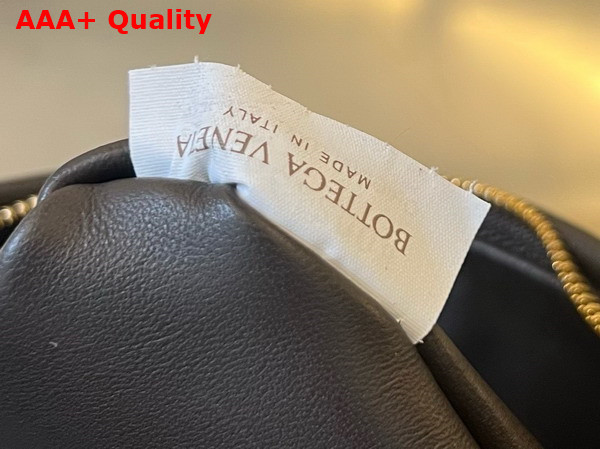 AAA+ Quality
BOTTEGA VENETA
MADE IN ITALY